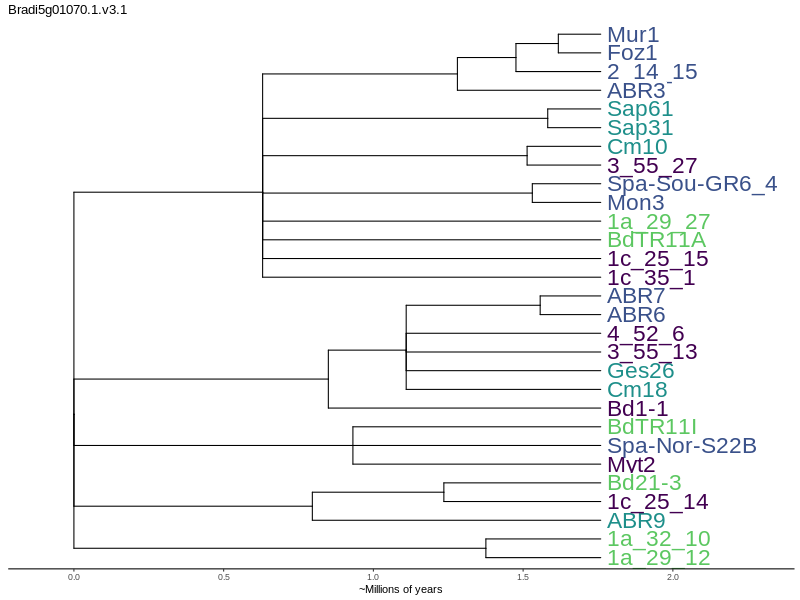 Bradi5g01070.1.v3.1
Mur1
Foz1
2_14_15
ABR3
Sap61
Sap31
Cm10
3_55_27
Spa-Sou-GR6_4
Mon3
1a_29_27
BdTR11A
1c_25_15
1c_35_1
ABR7
ABR6
4_52_6
3_55_13
Ges26
Cm18
Bd1-1
BdTR11I
Spa-Nor-S22B
Mvt2
Bd21-3
1c_25_14
ABR9
1a_32_10
1a_29_12
0.0 0.5 1.0 1.5 2.0
~Millions of years